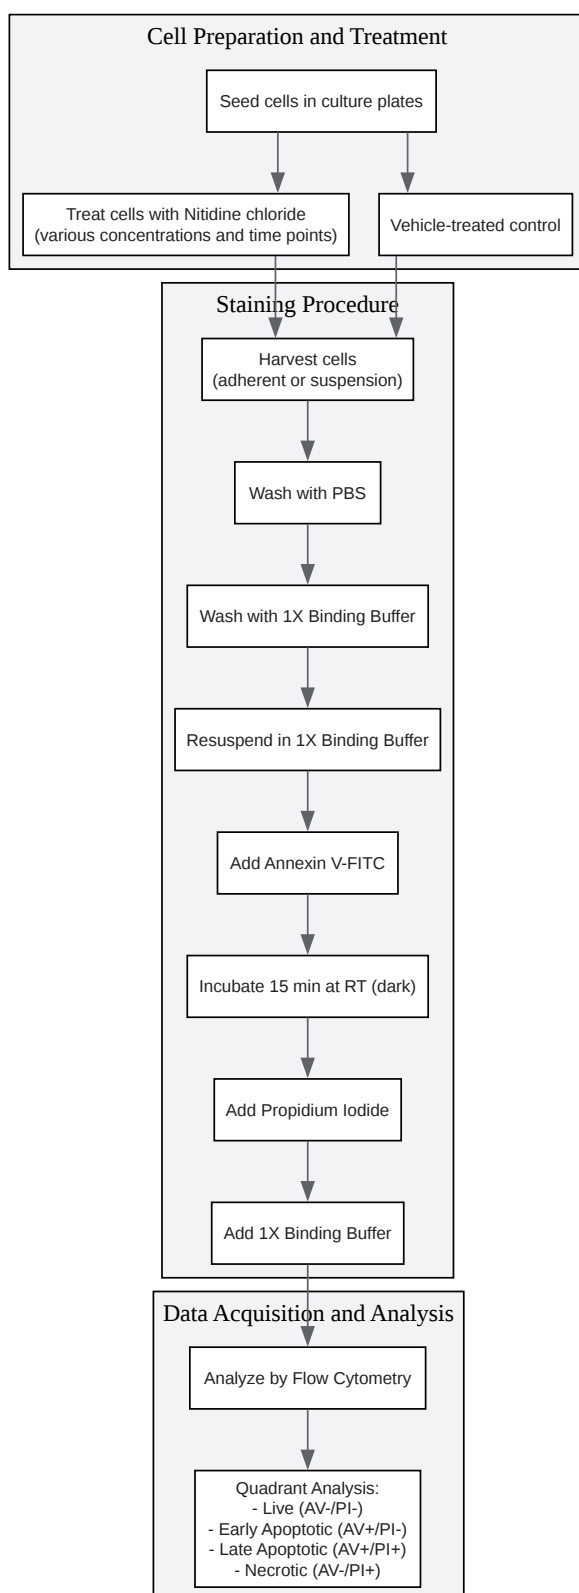 Cell Preparation and Treatment
Seed cells in culture plates
Treat cells with Nitidine chloride
(various concentrations and time points)
Vehicle-treated control
Staining Procedure
Harvest cells
(adherent or suspension)
Wash with PBS
Wash with 1X Binding Buffer
Resuspend in 1X Binding Buffer
Add Annexin V-FITC
Incubate 15 min at RT (dark)
Add Propidium Iodide
Add 1X Binding Buffer
Data Acquisition and Analysis
Analyze by Flow Cytometry
Quadrant Analysis:
- Live (AV-/PI-)
- Early Apoptotic (AV+/PI-)
- Late Apoptotic (AV+/PI+)
- Necrotic (AV-/PI+)